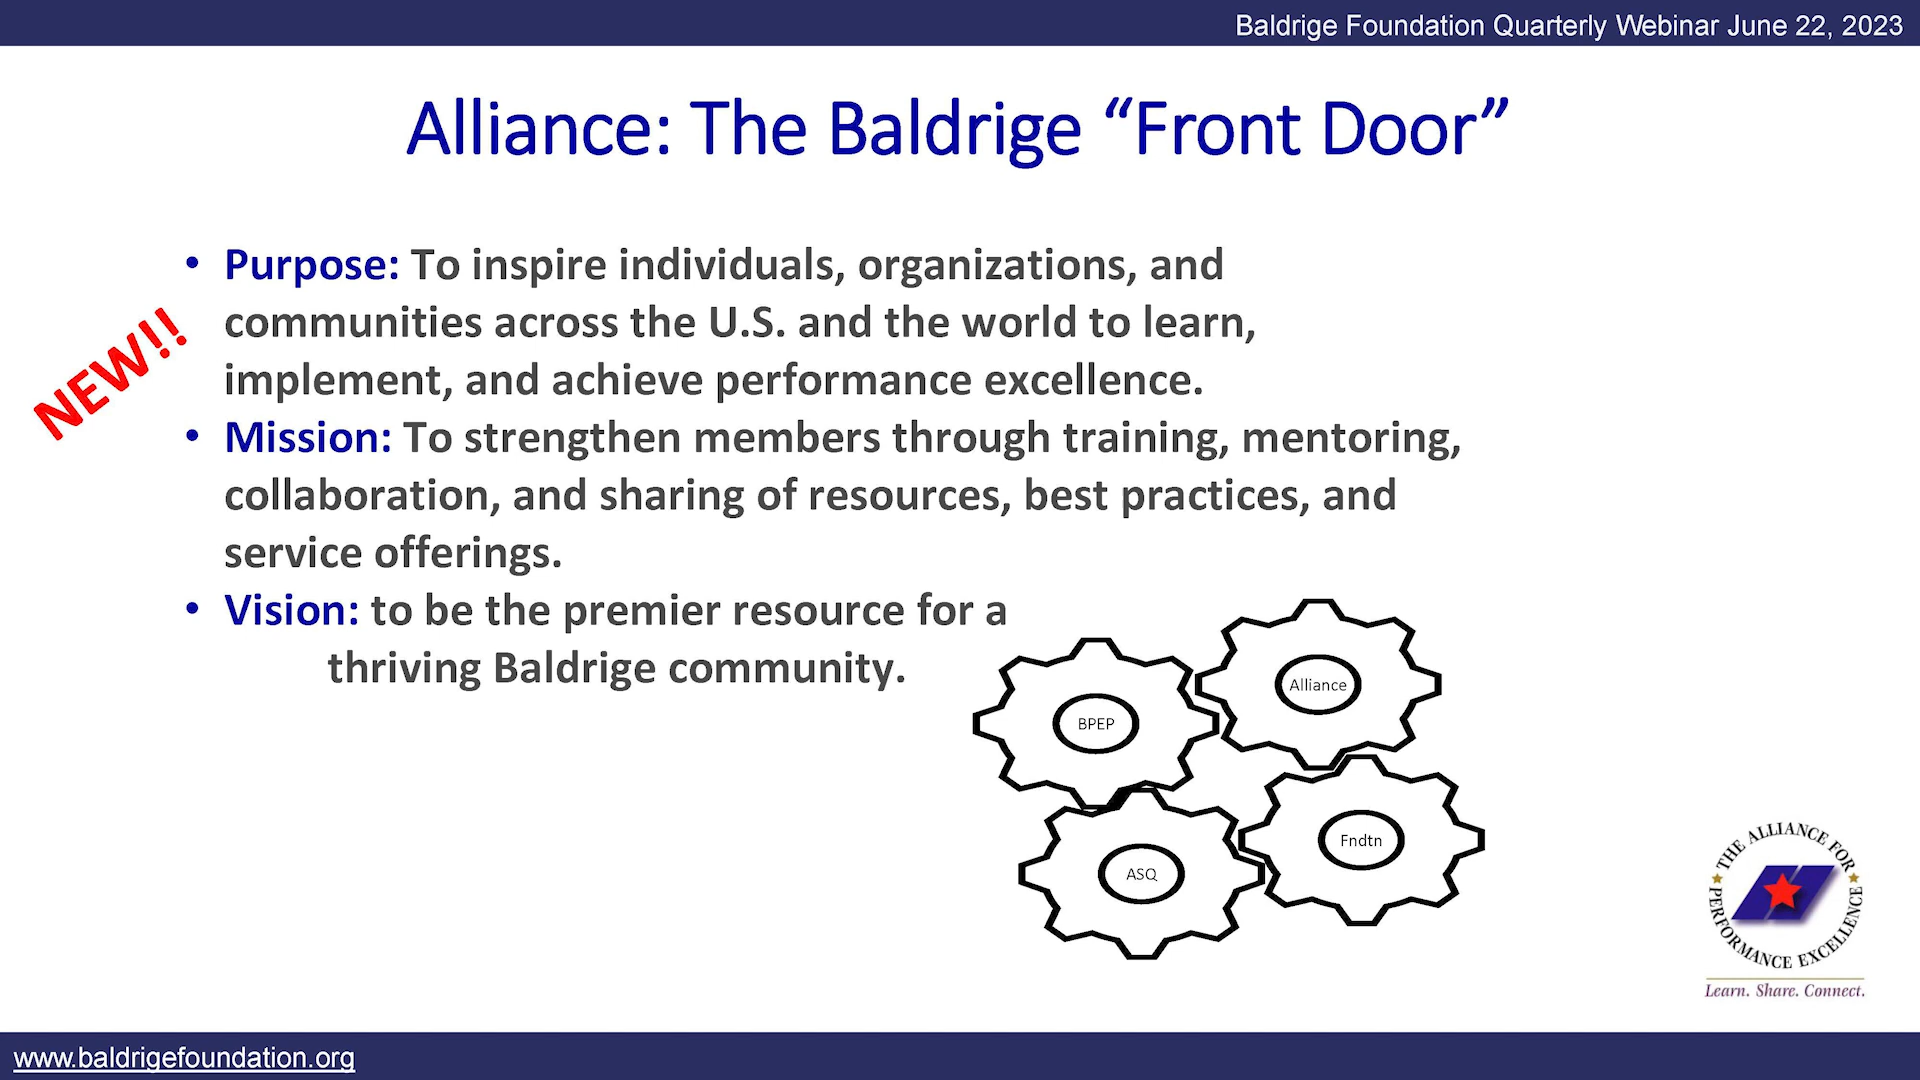 Baldrige Foundation Quarterly Webinar June 22, 2023
Alliance: The Baldrige “Front Door”
NEW!!
• Purpose: To inspire individuals, organizations, and
communities across the U.S. and the world to learn,
implement, and achieve performance excellence.
• Mission: To strengthen members through training, mentoring,
collaboration, and sharing of resources, best practices, and
service offerings.
• Vision: to be the premier resource for a
thriving Baldrige community.
Alliance
BPEP
Fndtn
ASQ
THE ALLIANCE FOR
PERFORMANCE EXCELLENCE
Learn. Share. Connect.
www.baldrigefoundation.org